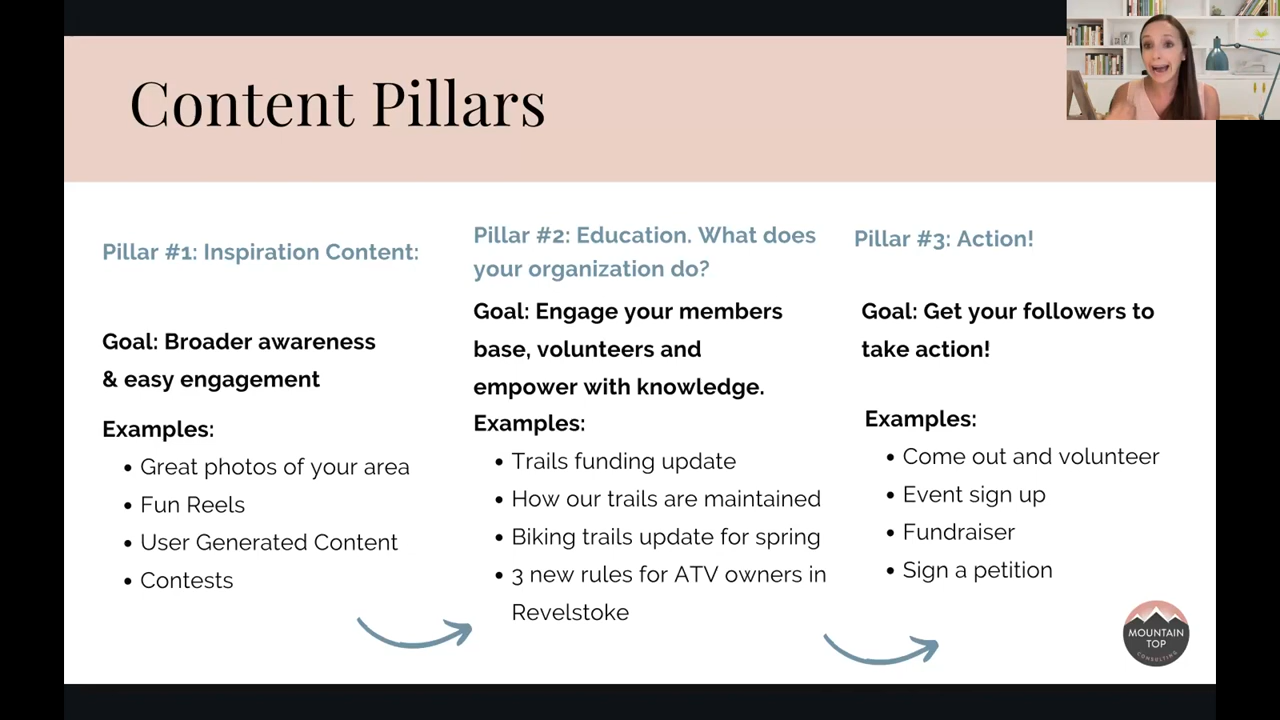 Content Pillars
Pillar #1: Inspiration Content:
Goal: Broader awareness
& easy engagement
Examples:
• Great photos of your area
• Fun Reels
• User Generated Content
• Contests
Pillar #2: Education. What does
your organization do?
Goal: Engage your members
base, volunteers and
empower with knowledge.
Examples:
• Trails funding update
• How our trails are maintained
• Biking trails update for spring
• 3 new rules for ATV owners in
Revelstoke
Pillar #3: Action!
Goal: Get your followers to
take action!
Examples:
• Come out and volunteer
• Event sign up
• Fundraiser
• Sign a petition
MOUNTAIN
TOP
CONSULTING